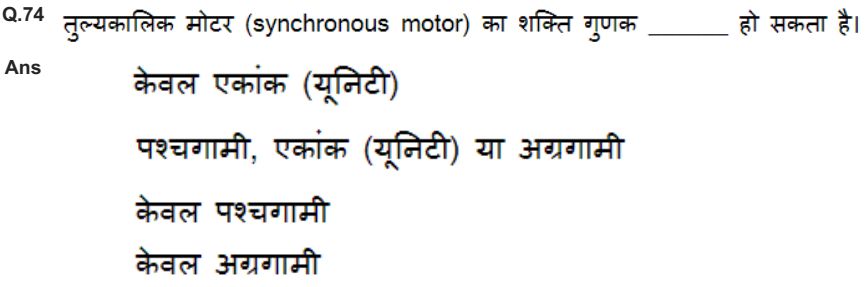 Q.74 तुल्यकालिक मोटर (synchronous motor) का शक्ति गुणक ______ हो सकता है।
Ans
केवल एकांक (यूनिटी)
पश्चगामी, एकांक (यूनिटी) या अग्रगामी
केवल पश्चगामी
केवल अग्रगामी